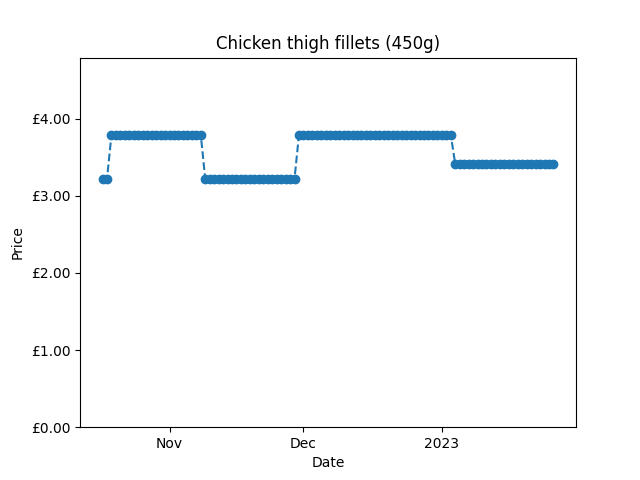 Chicken thigh fillets (450g)
£4.00
£3.00
£2.00
£1.00
£0.00
Price
Nov
Dec
2023
Date